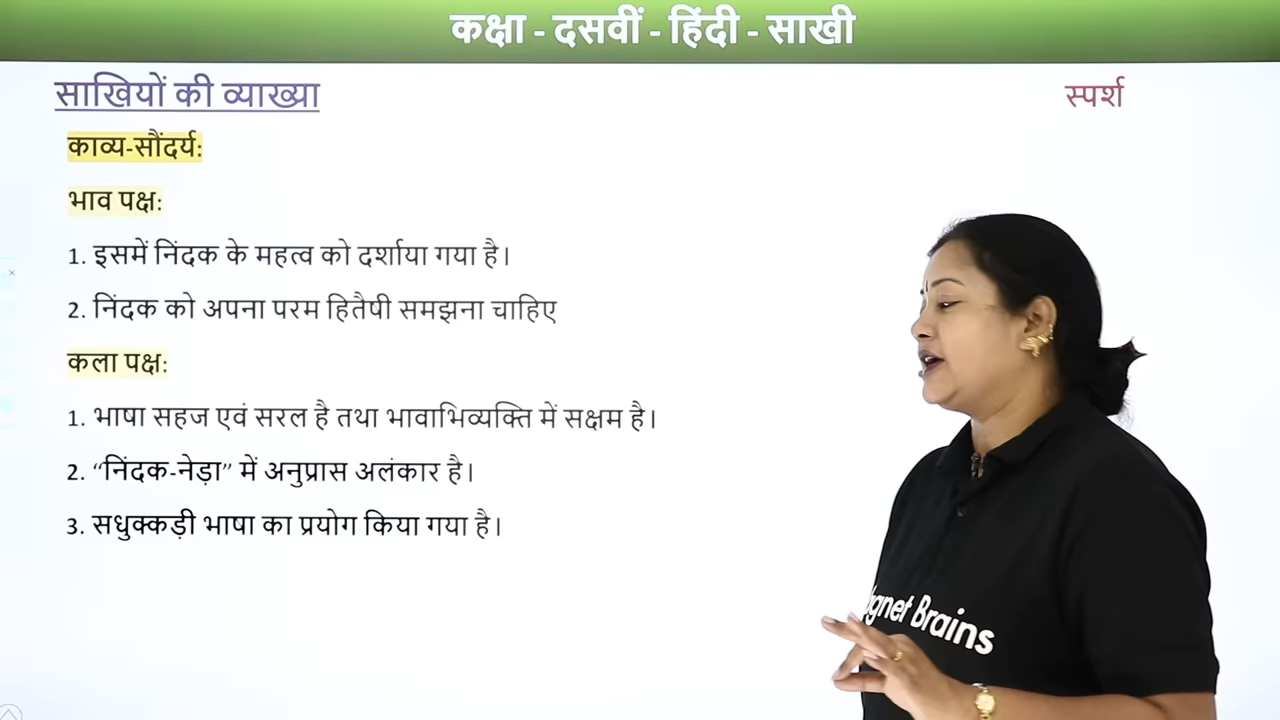 कक्षा - दसवीं - हिंदी - साखी
साखियों की व्याख्या
स्पर्श
काव्य-सौंदर्य:
भाव पक्ष:
1. इसमें निंदक के महत्व को दर्शाया गया है।
2. निंदक को अपना परम हितैषी समझना चाहिए
कला पक्ष:
1. भाषा सहज एवं सरल है तथा भावाभिव्यक्ति में सक्षम है।
2. “निंदक-नेड़ा” में अनुप्रास अलंकार है।
3. सधुक्कड़ी भाषा का प्रयोग किया गया है।
Brains